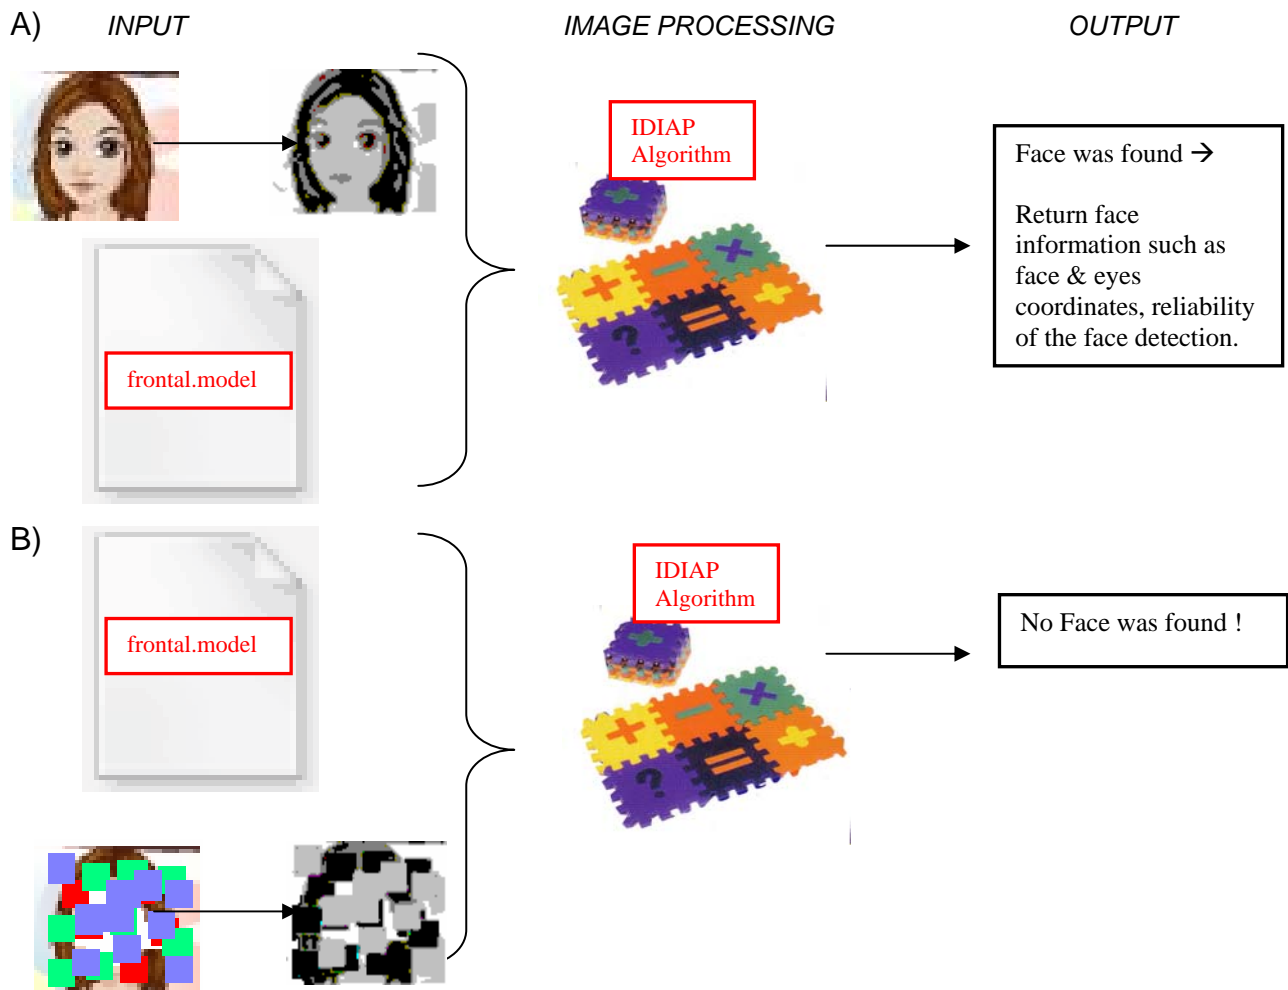 A) INPUT IMAGE PROCESSING OUTPUT
IDIAP
Algorithm
frontal.model
Face was found →
Return face
information such as
face & eyes
coordinates, reliability
of the face detection.
B)
frontal.model
IDIAP
Algorithm
No Face was found !